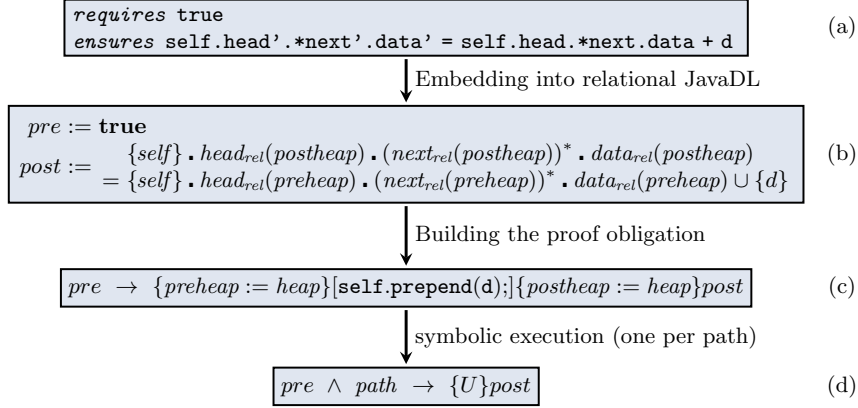 requires true (a)
ensures self.head’.*next’.data’ = self.head.*next.data + d
Embedding into relational JavaDL
pre := true
post := {self} . head_rel(postheap) . (next_rel(postheap))* . data_rel(postheap) (b)
= {self} . head_rel(preheap) . (next_rel(preheap))* . data_rel(preheap) ∪ {d}
Building the proof obligation
pre → {preheap := heap}[self.prepend(d);]{postheap := heap}post (c)
symbolic execution (one per path)
pre ∧ path → {U}post (d)